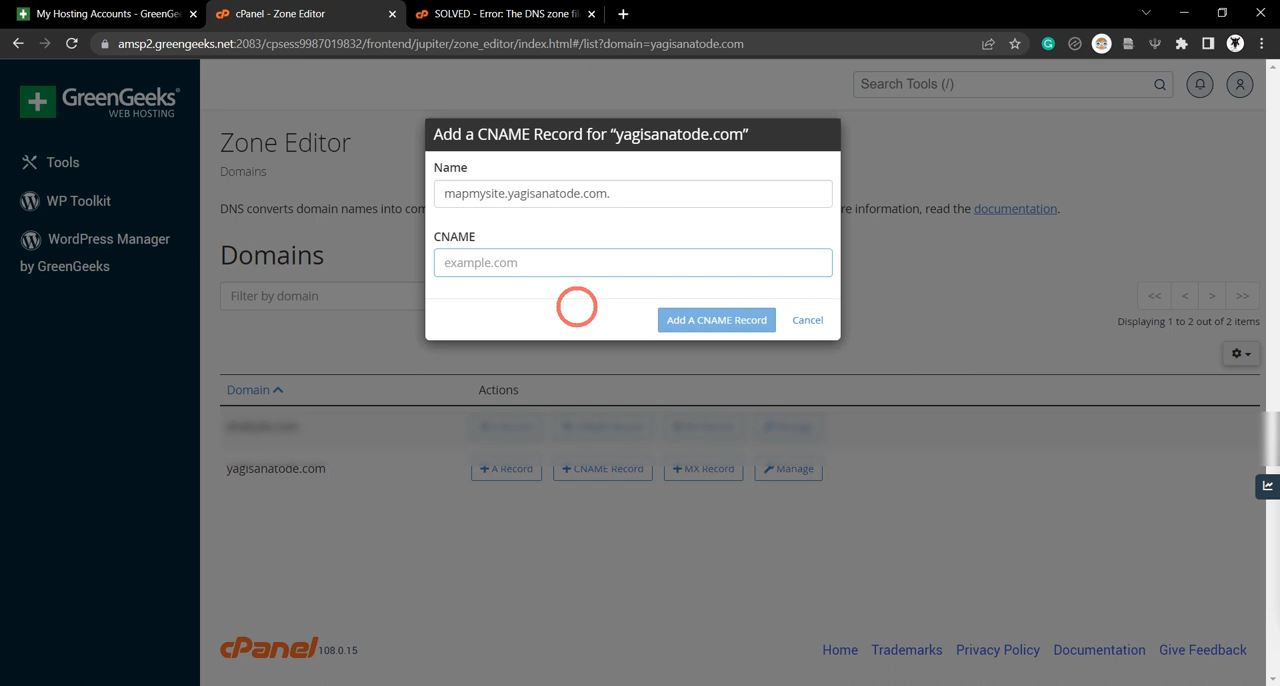 My Hosting Accounts - GreenGe
cPanel - Zone Editor
SOLVED - Error: The DNS zone fil
amsp2.greengeeks.net:2083/cpsess9987019832/frontend/jupiter/zone_editor/index.html#/list?domain=yagisanatode.com
GreenGeeks
WEB HOSTING
Search Tools (/)
Tools
WP Toolkit
WordPress Manager
by GreenGeeks
Zone Editor
Domains
DNS converts domain names into con
re information, read the documentation.
Domains
Filter by domain
Add a CNAME Record for “yagisanatode.com”
Name
mapmysite.yagisanatode.com.
CNAME
example.com
Add A CNAME Record
Cancel
<< < > >>
Displaying 1 to 2 out of 2 items
Domain
Actions
yagisanatode.com
A Record
CNAME Record
MX Record
Manage
cPanel 108.0.15
Home
Trademarks
Privacy Policy
Documentation
Give Feedback